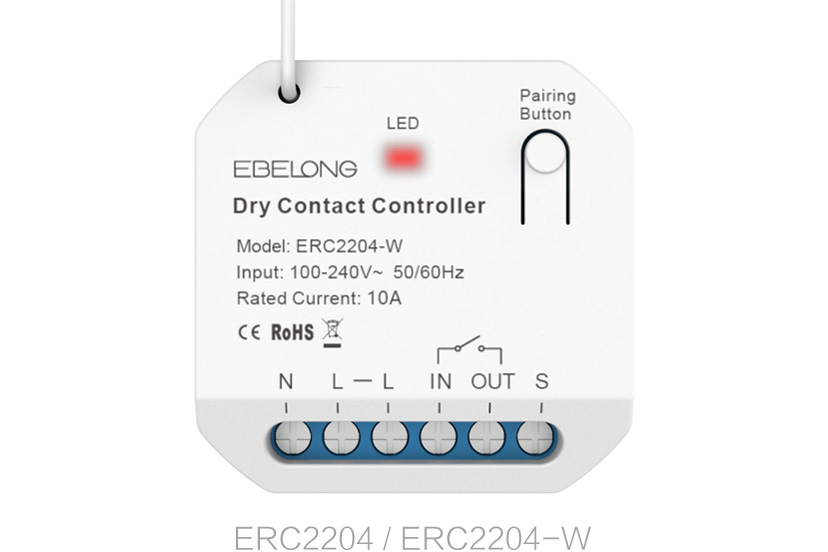 Pairing
Button
LED
EBELONG
Dry Contact Controller
Model: ERC2204-W
Input: 100-240V~ 50/60Hz
Rated Current: 10A
CE RoHS
N L — L IN OUT S
ERC2204 / ERC2204-W